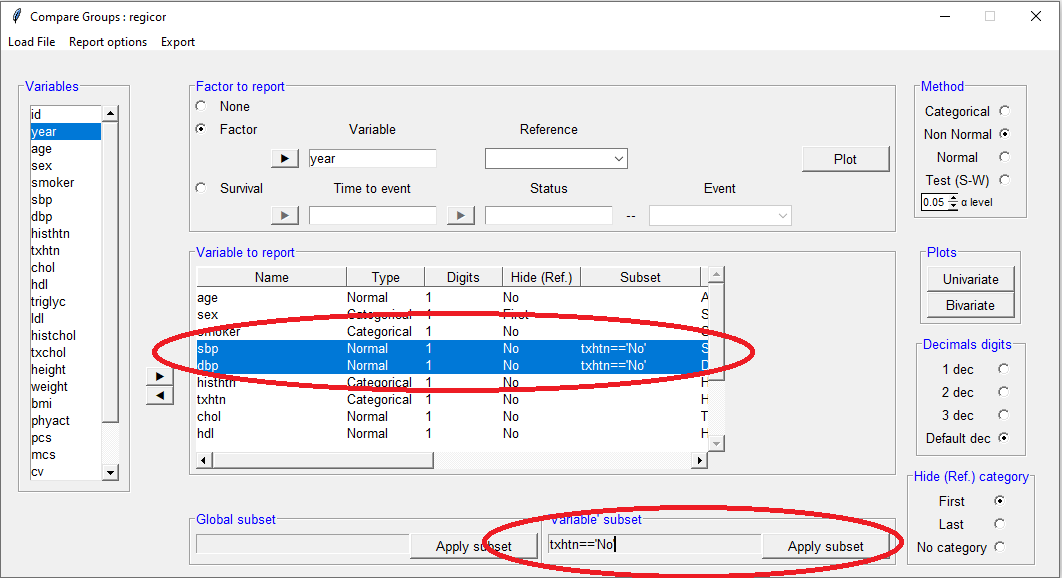 Compare Groups : regicor
Load File Report options Export
Variables
id
year
age
sex
smoker
sbp
dbp
histhtn
txhtn
chol
hdl
triglyc
ldl
histchol
txchol
height
weight
bmi
phyact
pcs
mcs
cv
Factor to report
None
Factor Variable Reference
year
Plot
Survival Time to event Status Event
--
Variable to report
Name Type Digits Hide (Ref.) Subset
age Normal 1 No A
sex Categorical 1 First S
smoker Categorical 1 No S
sbp Normal 1 No txhtn=='No' S
dbp Normal 1 No txhtn=='No' D
histhtn Categorical 1 No H
txhtn Categorical 1 No H
chol Normal 1 No T
hdl Normal 1 No H
Global subset
Apply subset
Variable' subset
txhtn=='No'
Apply subset
Method
Categorical
Non Normal
Normal
Test (S-W)
0.05 α level
Plots
Univariate
Bivariate
Decimals digits
1 dec
2 dec
3 dec
Default dec
Hide (Ref.) category
First
Last
No category